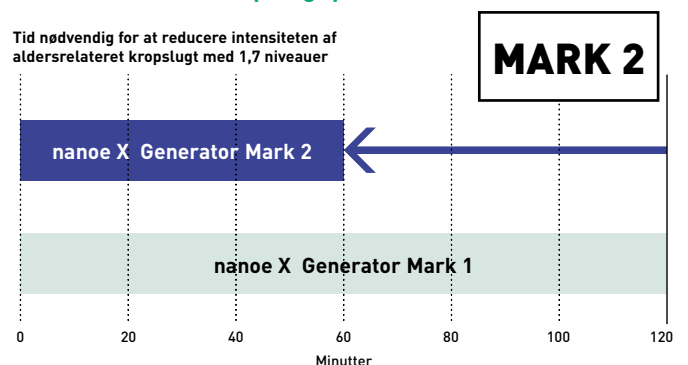 Tid nødvendig for at reducere intensiteten af
aldersrelateret kropslugt med 1,7 niveauer
MARK 2
nanoe X Generator Mark 2
nanoe X Generator Mark 1
0 20 40 60 80 100 120
Minutter